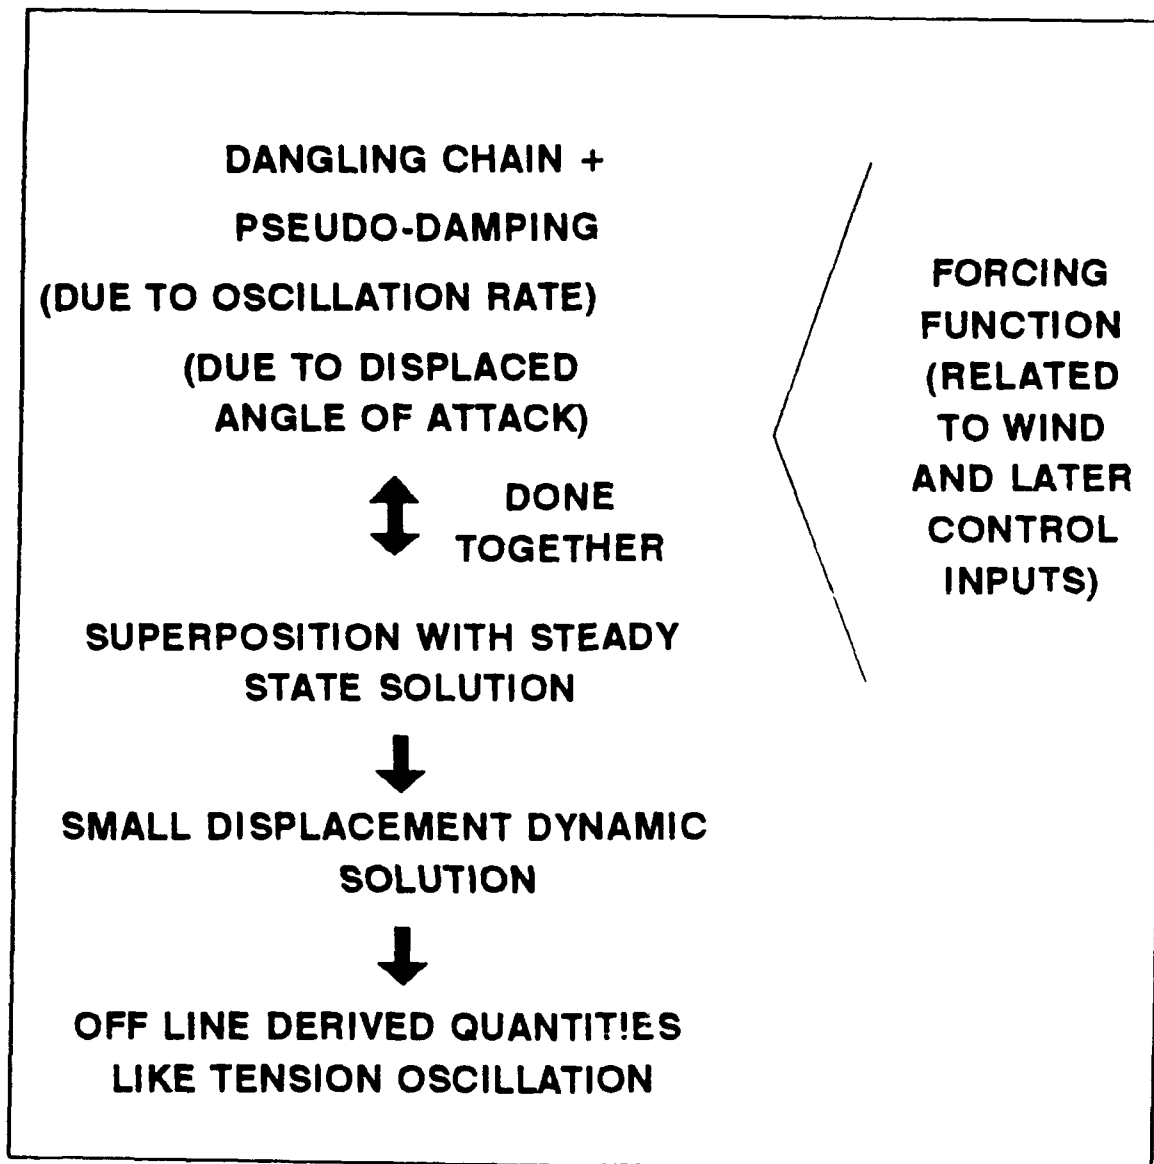 DANGLING CHAIN +
PSEUDO-DAMPING
(DUE TO OSCILLATION RATE)
(DUE TO DISPLACED
ANGLE OF ATTACK)
DONE
TOGETHER
SUPERPOSITION WITH STEADY
STATE SOLUTION
SMALL DISPLACEMENT DYNAMIC
SOLUTION
OFF LINE DERIVED QUANTITIES
LIKE TENSION OSCILLATION
FORCING
FUNCTION
(RELATED
TO WIND
AND LATER
CONTROL
INPUTS)